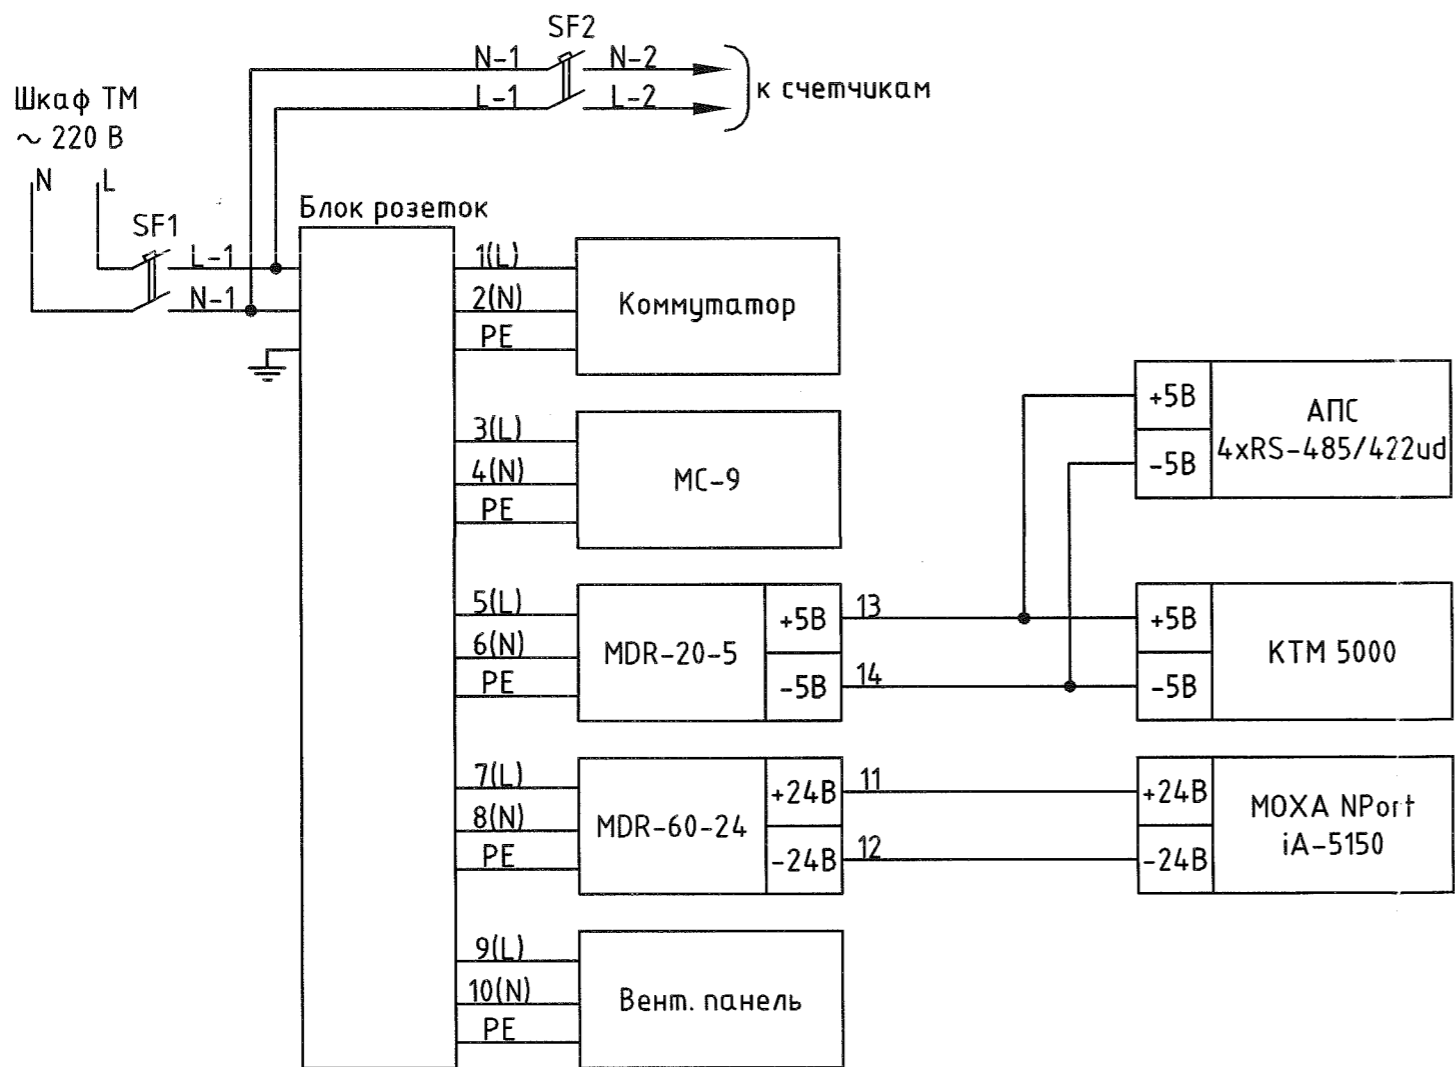 SF2
N-1
N-2
L-1
L-2
к счетчикам
Шкаф ТМ
~ 220 В
N
L
SF1
L-1
N-1
Блок розеток
1(L)
2(N)
PE
Коммутатор
3(L)
4(N)
PE
МС-9
5(L)
6(N)
PE
MDR-20-5
+5В
-5В
13
14
+5В
-5В
АПС
4xRS-485/422ud
+5В
-5В
КТМ 5000
7(L)
8(N)
PE
MDR-60-24
+24В
-24В
11
12
+24В
-24В
MOXA NPort
iA-5150
9(L)
10(N)
PE
Вент. панель